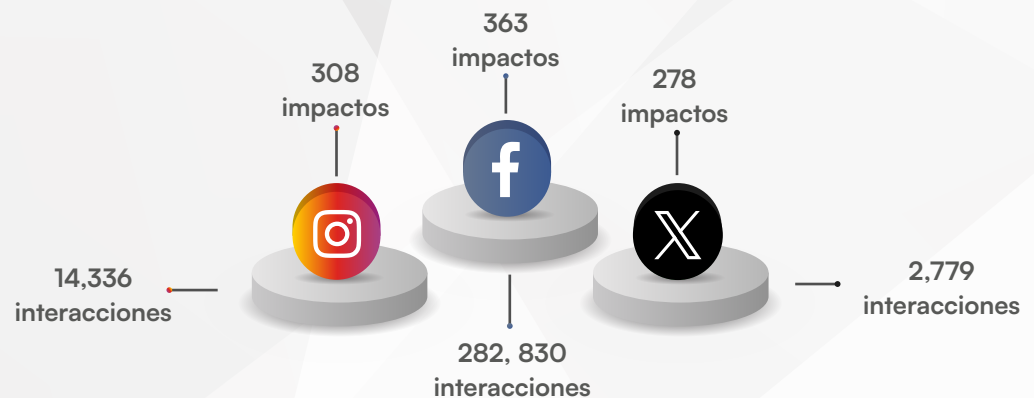 363
impactos
308
impactos
278
impactos
14,336
interacciones
2,779
interacciones
282, 830
interacciones